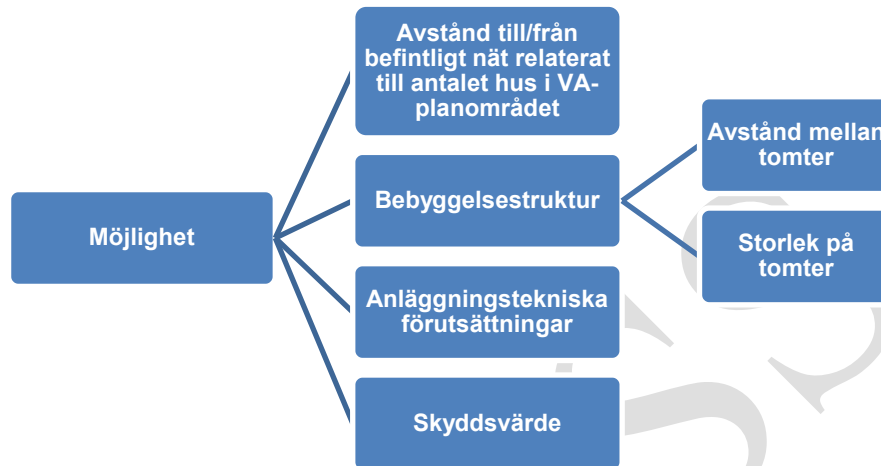 Avstånd till/från
befintligt nät relaterat
till antalet hus i VA-
planområdet
Möjlighet
Bebyggelsestruktur
Avstånd mellan
tomter
Storlek på
tomter
Anläggningstekniska
förutsättningar
Skyddsvärde